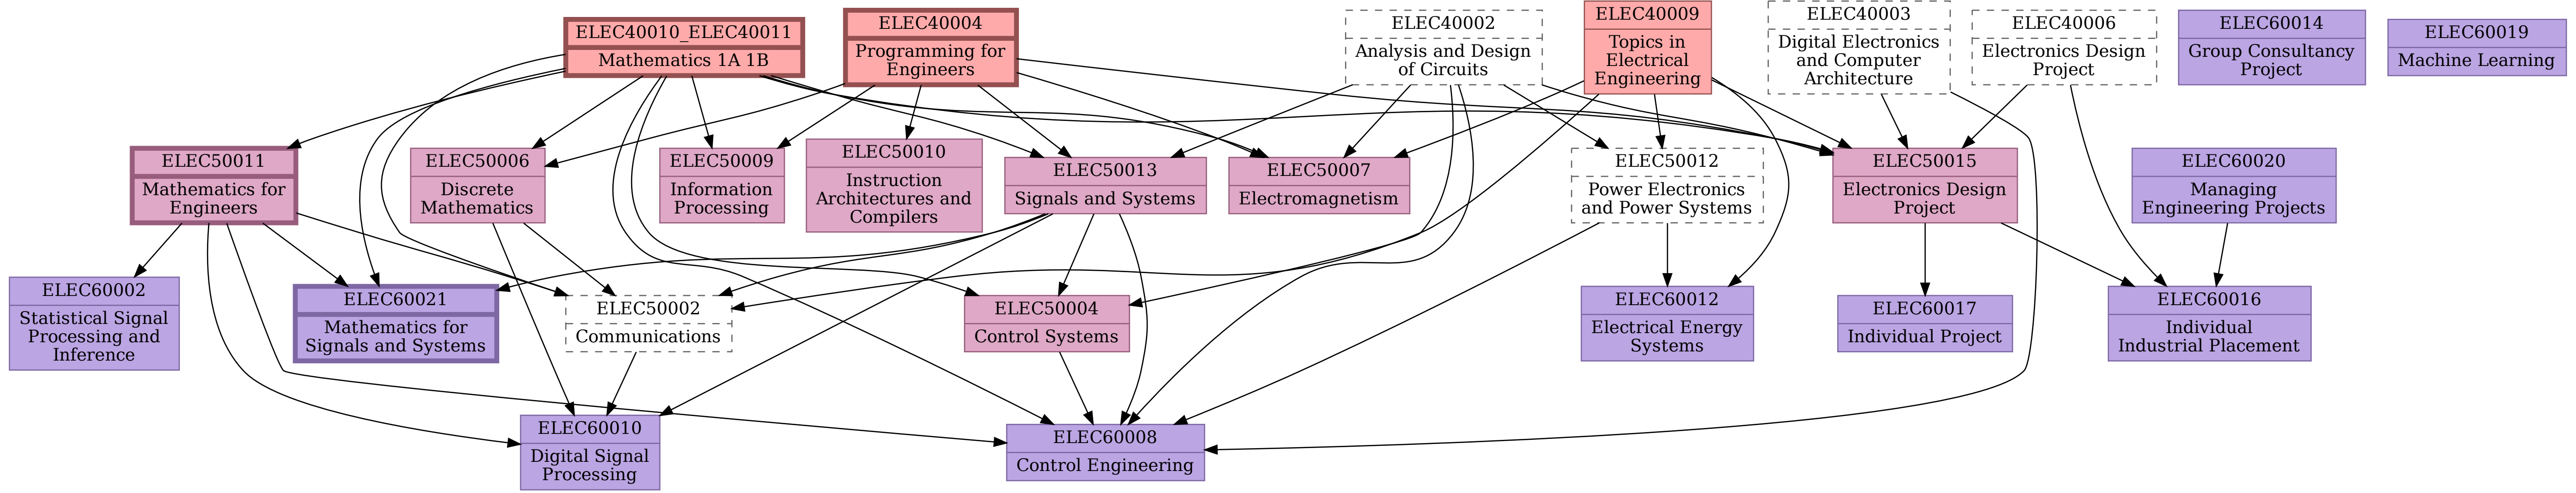 ELEC40010_ELEC40011
Mathematics 1A 1B
ELEC40004
Programming for
Engineers
ELEC40002
Analysis and Design
of Circuits
ELEC40009
Topics in
Electrical
Engineering
ELEC40003
Digital Electronics
and Computer
Architecture
ELEC40006
Electronics Design
Project
ELEC60014
Group Consultancy
Project
ELEC60019
Machine Learning
ELEC50011
Mathematics for
Engineers
ELEC50006
Discrete
Mathematics
ELEC50009
Information
Processing
ELEC50010
Instruction
Architectures and
Compilers
ELEC50013
Signals and Systems
ELEC50007
Electromagnetism
ELEC50012
Power Electronics
and Power Systems
ELEC50015
Electronics Design
Project
ELEC60020
Managing
Engineering Projects
ELEC60002
Statistical Signal
Processing and
Inference
ELEC60021
Mathematics for
Signals and Systems
ELEC50002
Communications
ELEC50004
Control Systems
ELEC60012
Electrical Energy
Systems
ELEC60017
Individual Project
ELEC60016
Individual
Industrial Placement
ELEC60010
Digital Signal
Processing
ELEC60008
Control Engineering